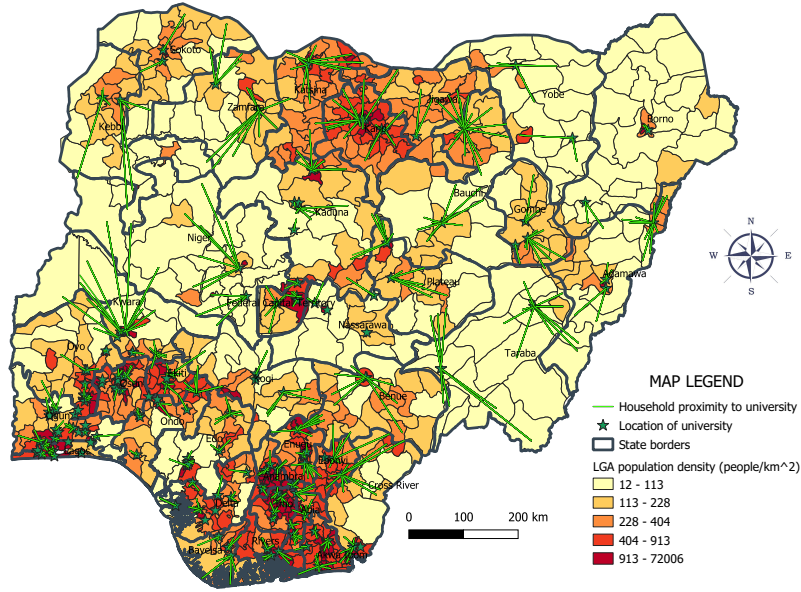 Sokoto
Katsina
Yobe
Jigawa
Zamfara
Kebbi
Kano
Borno
Bauchi
Kaduna
Gombe
Niger
N
W
E
S
Adamawa
Plateau
Kwara
Federal Capital Territory
Nassarawa
Oyo
Taraba
Osun
Ekiti
Kogi
Benue
Ogun
Ondo
Edo
Enugu
Lagos
Ebonyi
Anambra
Cross River
Delta
Imo
Abia
Rivers
Bayelsa
Akwa Ibom
MAP LEGEND
Household proximity to university
Location of university
State borders
LGA population density (people/km^2)
12 - 113
113 - 228
228 - 404
404 - 913
913 - 72006
0 100 200 km